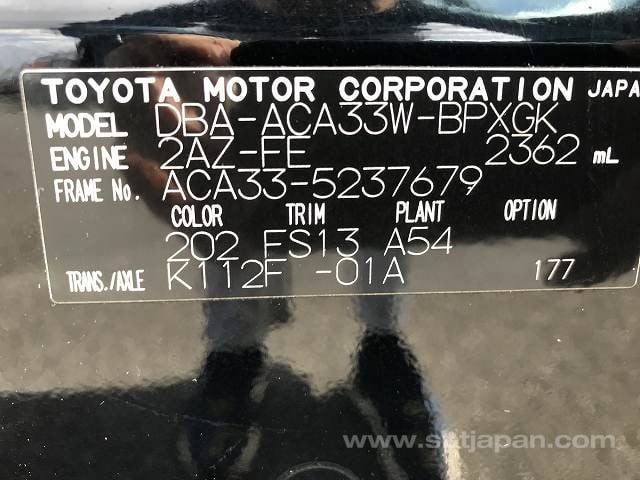 TOYOTA MOTOR CORPORATION JAPA
MODEL DBA-ACA33W-BPXGK
ENGINE 2AZ-FE 2362 mL
FRAME No. ACA33-5237679
COLOR TRIM PLANT OPTION
202 FS13 A54
TRANS./AXLE K112F -01A 177
www.sbtjapan.com